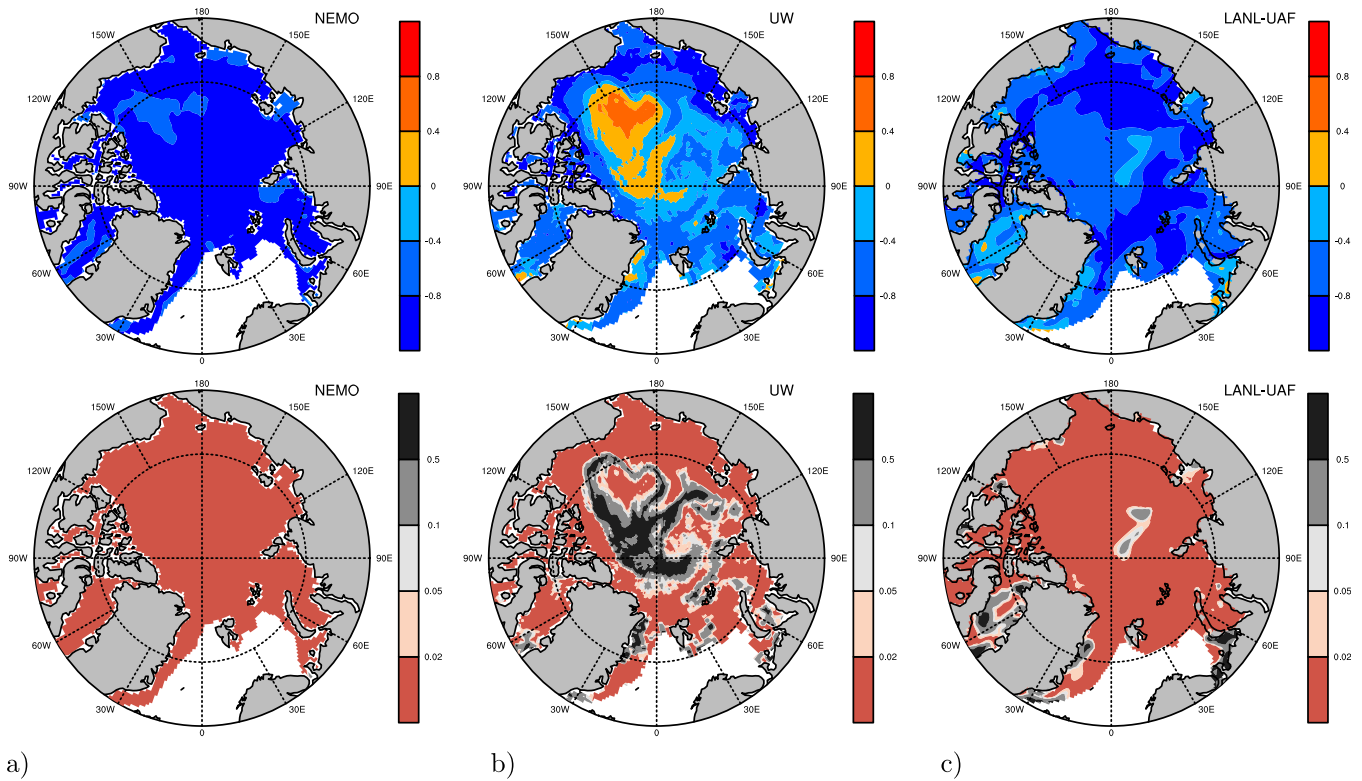 NEMO
180
150W
150E
120W
120E
90W
90E
60W
60E
30W
30E
0
0.8
0.4
0
-0.4
-0.8
UW
180
150W
150E
120W
120E
90W
90E
60W
60E
30W
30E
0
0.8
0.4
0
-0.4
-0.8
LANL-UAF
180
150W
150E
120W
120E
90W
90E
60W
60E
30W
30E
0
0.8
0.4
0
-0.4
-0.8
NEMO
180
150W
150E
120W
120E
90W
90E
60W
60E
30W
30E
0
0.5
0.1
0.05
0.02
UW
180
150W
150E
120W
120E
90W
90E
60W
60E
30W
30E
0
0.5
0.1
0.05
0.02
LANL-UAF
180
150W
150E
120W
120E
90W
90E
60W
60E
30W
30E
0
0.5
0.1
0.05
0.02
a)
b)
c)